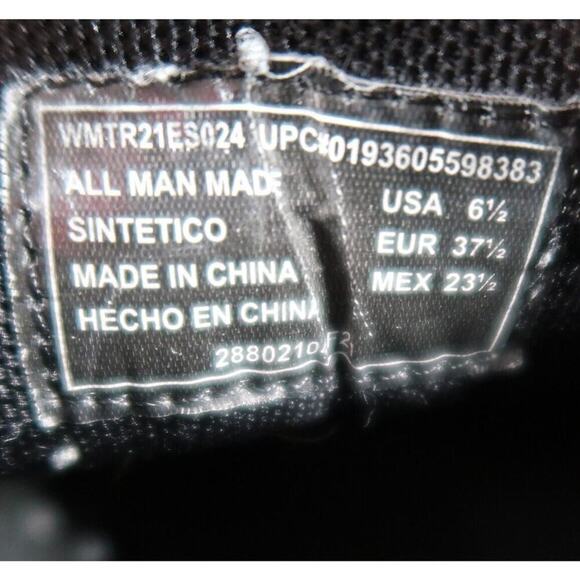 WMTR21ES024 UPC:0193605598383
ALL MAN MADE USA 6½
SINTETICO EUR 37½
MADE IN CHINA MEX 23½
HECHO EN CHINA
2880210